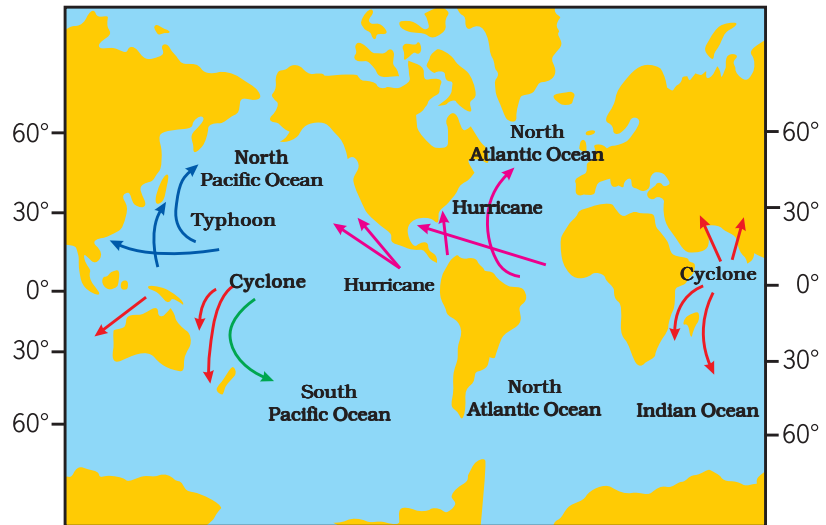 60°
30°
0°
30°
60°
North
Pacific Ocean
Typhoon
Cyclone
Hurricane
North
Atlantic Ocean
Hurricane
Cyclone
South
Pacific Ocean
North
Atlantic Ocean
Indian Ocean
60°
30°
0°
30°
60°